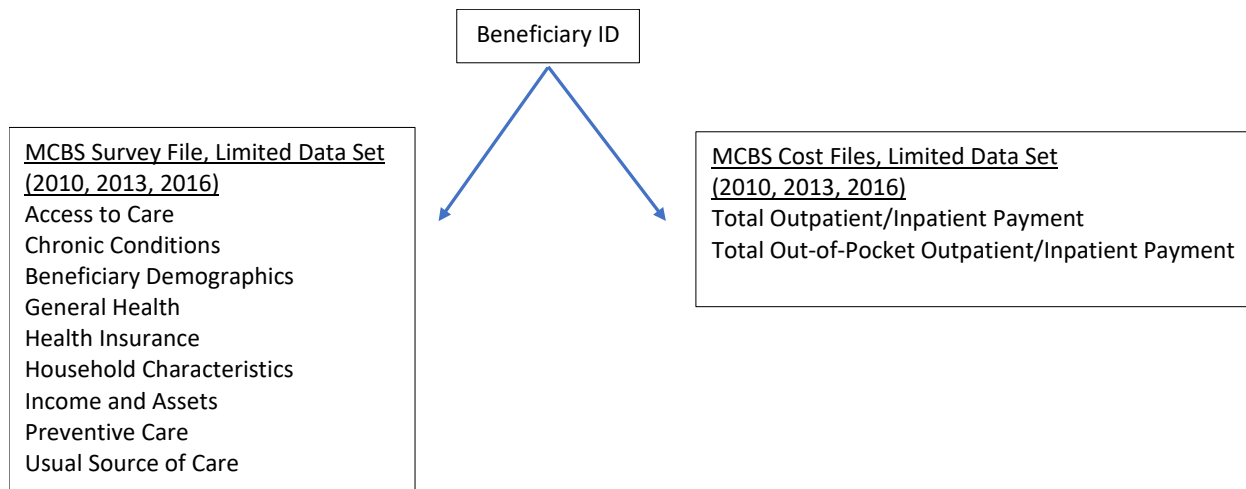 Beneficiary ID
MCBS Survey File, Limited Data Set
(2010, 2013, 2016)
Access to Care
Chronic Conditions
Beneficiary Demographics
General Health
Health Insurance
Household Characteristics
Income and Assets
Preventive Care
Usual Source of Care
MCBS Cost Files, Limited Data Set
(2010, 2013, 2016)
Total Outpatient/Inpatient Payment
Total Out-of-Pocket Outpatient/Inpatient Payment